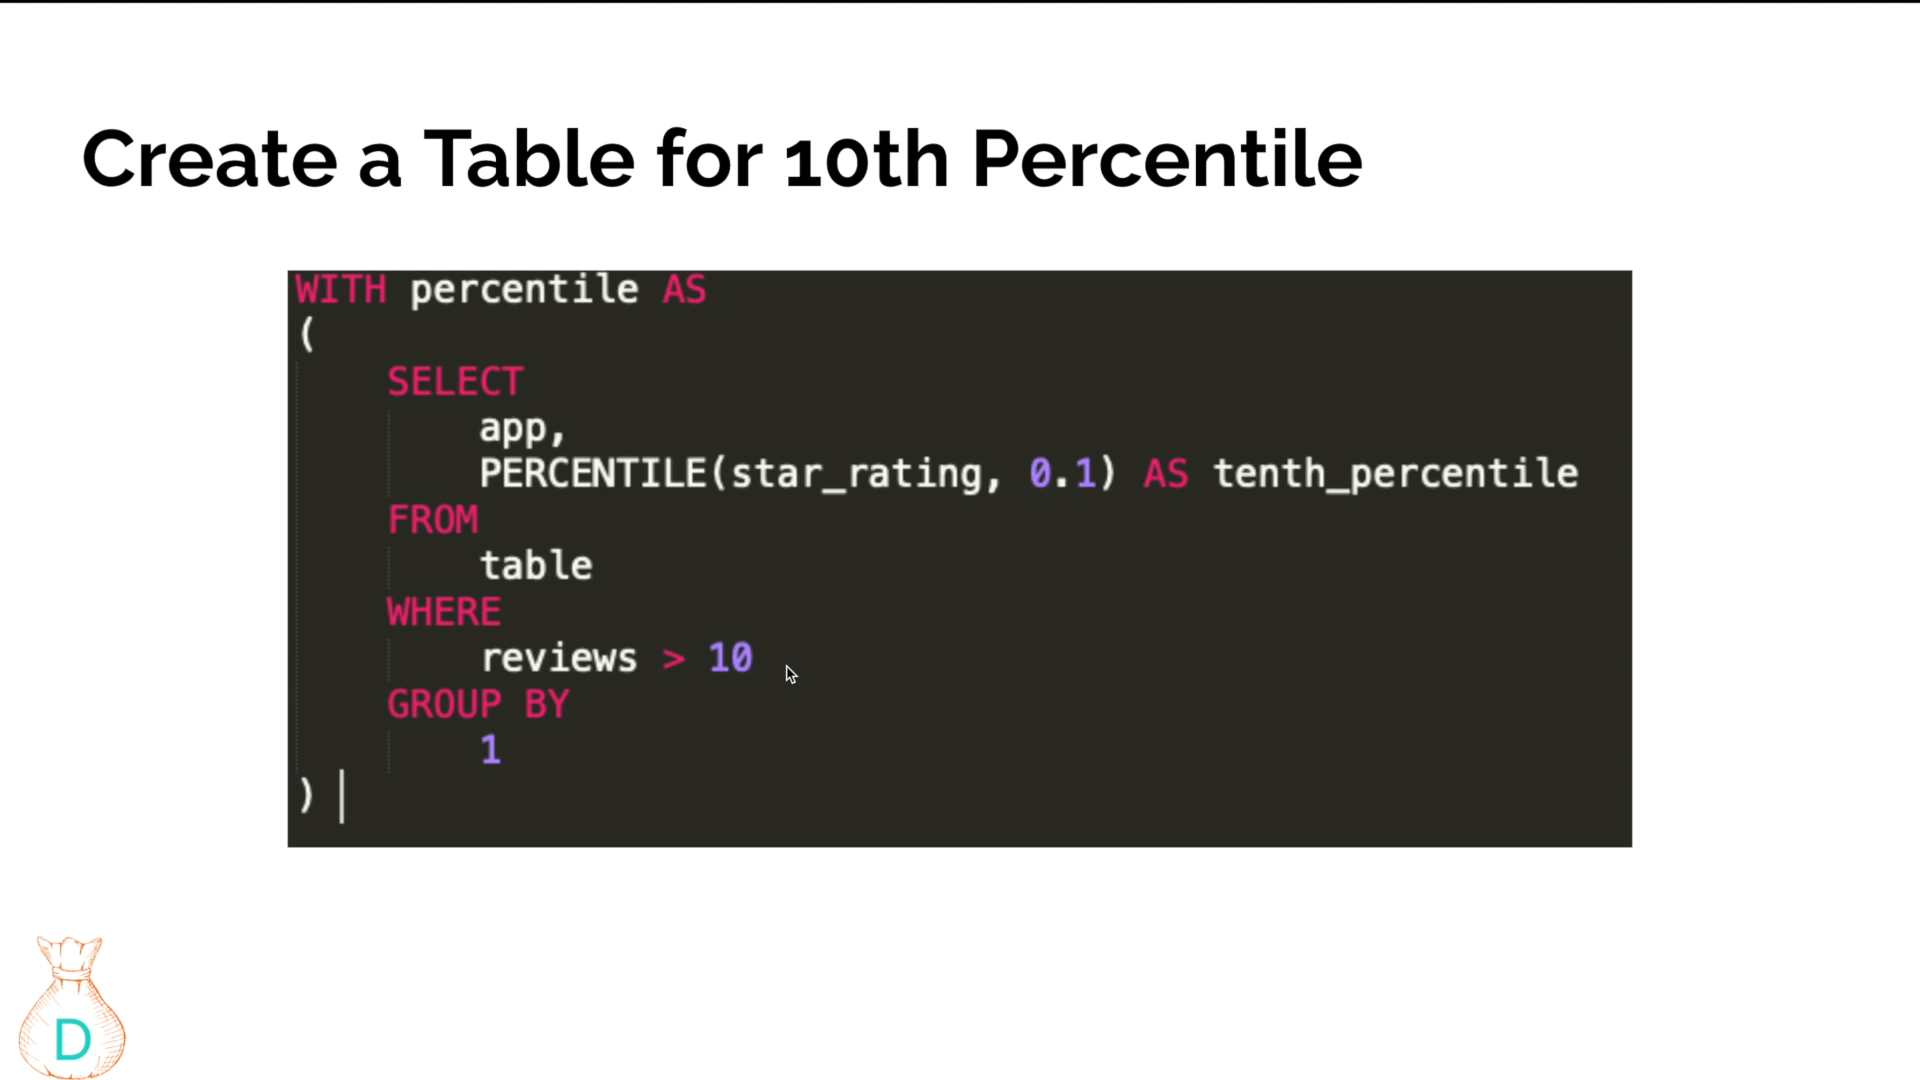 Create a Table for 10th Percentile
WITH percentile AS
(
SELECT
app,
PERCENTILE(star_rating, 0.1) AS tenth_percentile
FROM
table
WHERE
reviews > 10
GROUP BY
1
)
D